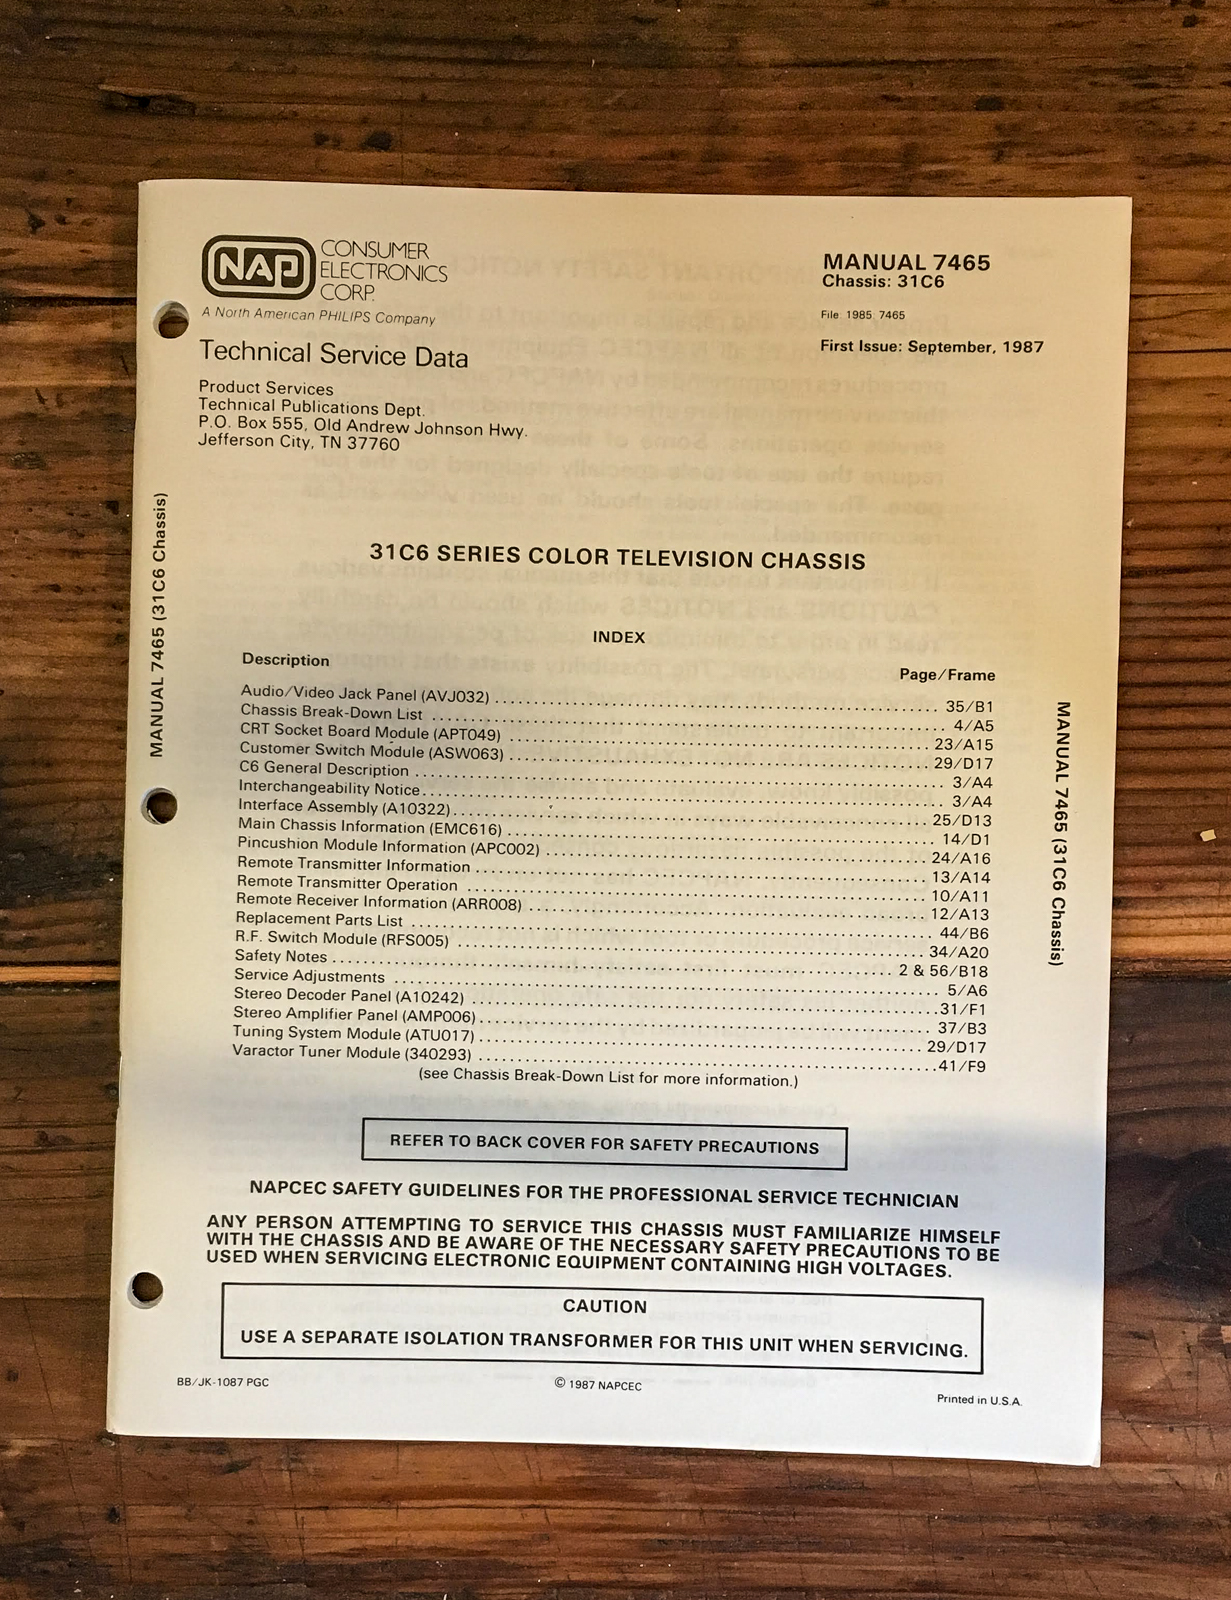 NAP CONSUMER
ELECTRONICS
CORP.
A North American PHILIPS Company
Technical Service Data
Product Services
Technical Publications Dept.
P.O. Box 555, Old Andrew Johnson Hwy.
Jefferson City, TN 37760
MANUAL 7465
Chassis: 31C6
File: 1985 7465
First Issue: September, 1987
MANUAL 7465 (31C6 Chassis)
31C6 SERIES COLOR TELEVISION CHASSIS
INDEX
Description Page/Frame
Audio/Video Jack Panel (AVJ032) 35/B1
Chassis Break-Down List 4/A5
CRT Socket Board Module (APT049) 23/A15
Customer Switch Module (ASW063) 29/D17
C6 General Description 3/A4
Interchangeability Notice 3/A4
Interface Assembly (A10322) 25/D13
Main Chassis Information (EMC616) 14/D1
Pincushion Module Information (APC002) 24/A16
Remote Transmitter Information 13/A14
Remote Transmitter Operation 10/A11
Remote Receiver Information (ARR008) 12/A13
Replacement Parts List 44/B6
R.F. Switch Module (RFS005) 34/A20
Safety Notes 2 & 56/B18
Service Adjustments 5/A6
Stereo Decoder Panel (A10242) 31/F1
Stereo Amplifier Panel (AMP006) 37/B3
Tuning System Module (ATU017) 29/D17
Varactor Tuner Module (340293) 41/F9
(see Chassis Break-Down List for more information.)
MANUAL 7465 (31C6 Chassis)
REFER TO BACK COVER FOR SAFETY PRECAUTIONS
NAPCEC SAFETY GUIDELINES FOR THE PROFESSIONAL SERVICE TECHNICIAN
ANY PERSON ATTEMPTING TO SERVICE THIS CHASSIS MUST FAMILIARIZE HIMSELF
WITH THE CHASSIS AND BE AWARE OF THE NECESSARY SAFETY PRECAUTIONS TO BE
USED WHEN SERVICING ELECTRONIC EQUIPMENT CONTAINING HIGH VOLTAGES.
CAUTION
USE A SEPARATE ISOLATION TRANSFORMER FOR THIS UNIT WHEN SERVICING.
BB/JK-1087 PGC
© 1987 NAPCEC
Printed in U.S.A.